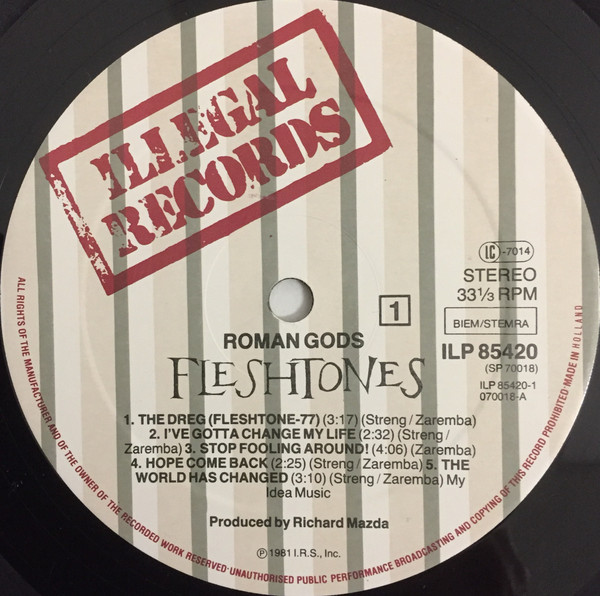 ILLEGAL
RECORDS
LC -7014
STEREO
33 1/3 RPM
1
BIEM/STEMRA
ROMAN GODS
ILP 85420
(SP 70018)
FLESHTONES
ILP 85420-1
070018-A
1. THE DREG (FLESHTONE-77) (3:17) (Streng/Zaremba)
2. I'VE GOTTA CHANGE MY LIFE (2:32) (Streng/
Zaremba) 3. STOP FOOLING AROUND! (4:06) (Zaremba)
4. HOPE COME BACK (2:25) (Streng/Zaremba) 5. THE
WORLD HAS CHANGED (3:10) (Streng/Zaremba) My
Idea Music
Produced by Richard Mazda
℗1981 I.R.S., Inc.
ALL RIGHTS OF THE MANUFACTURER AND OF THE OWNER OF THE RECORDED WORK RESERVED·UNAUTHORISED PUBLIC PERFORMANCE BROADCASTING AND COPYING OF THIS RECORD PROHIBITED·MADE IN HOLLAND